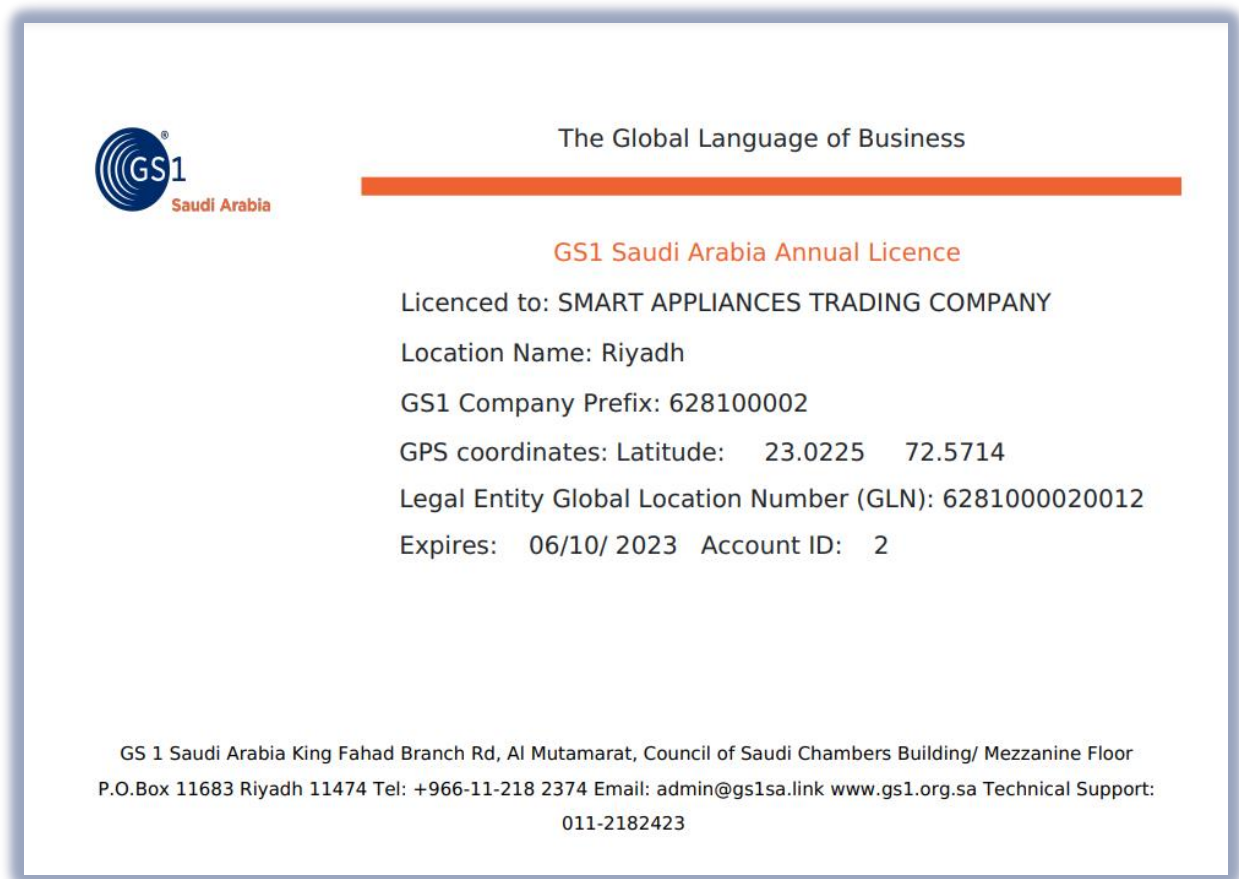 The Global Language of Business
GS1 ®
Saudi Arabia
GS1 Saudi Arabia Annual Licence
Licenced to: SMART APPLIANCES TRADING COMPANY
Location Name: Riyadh
GS1 Company Prefix: 628100002
GPS coordinates: Latitude: 23.0225 72.5714
Legal Entity Global Location Number (GLN): 6281000020012
Expires: 06/10/ 2023 Account ID: 2
GS 1 Saudi Arabia King Fahad Branch Rd, Al Mutamarat, Council of Saudi Chambers Building/ Mezzanine Floor
P.O.Box 11683 Riyadh 11474 Tel: +966-11-218 2374 Email: admin@gs1sa.link www.gs1.org.sa Technical Support:
011-2182423